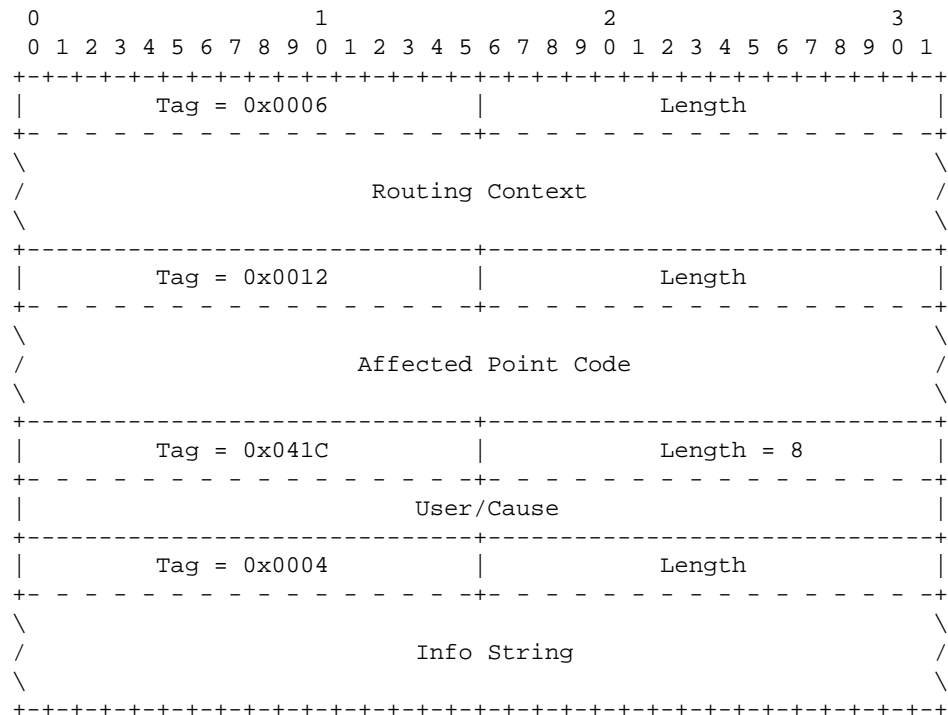 0                   1                   2                   3
 0 1 2 3 4 5 6 7 8 9 0 1 2 3 4 5 6 7 8 9 0 1 2 3 4 5 6 7 8 9 0 1
+-+-+-+-+-+-+-+-+-+-+-+-+-+-+-+-+-+-+-+-+-+-+-+-+-+-+-+-+-+-+-+-+
|         Tag = 0x0006          |            Length             |
+- - - - - - - - - - - - - - - -+- - - - - - - - - - - - - - - -+
\                                                               \
/                        Routing Context                        /
\                                                               \
+-------------------------------+-------------------------------+
|         Tag = 0x0012          |            Length             |
+- - - - - - - - - - - - - - - -+- - - - - - - - - - - - - - - -+
\                                                               \
/                       Affected Point Code                     /
\                                                               \
+-------------------------------+-------------------------------+
|         Tag = 0x041C          |            Length = 8         |
+- - - - - - - - - - - - - - - -+- - - - - - - - - - - - - - - -+
|                           User/Cause                          |
+-------------------------------+-------------------------------+
|         Tag = 0x0004          |            Length             |
+- - - - - - - - - - - - - - - -+- - - - - - - - - - - - - - - -+
\                                                               \
/                           Info String                         /
\                                                               \
+-+-+-+-+-+-+-+-+-+-+-+-+-+-+-+-+-+-+-+-+-+-+-+-+-+-+-+-+-+-+-+-+